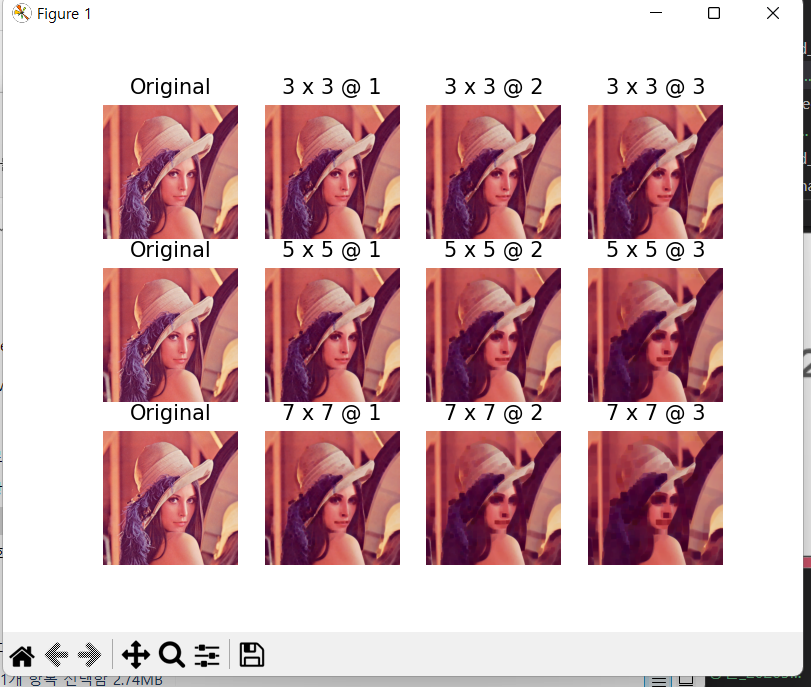 Figure 1
Original 3 x 3 @ 1 3 x 3 @ 2 3 x 3 @ 3
Original 5 x 5 @ 1 5 x 5 @ 2 5 x 5 @ 3
Original 7 x 7 @ 1 7 x 7 @ 2 7 x 7 @ 3
1개 항목 선택함 2.74MB